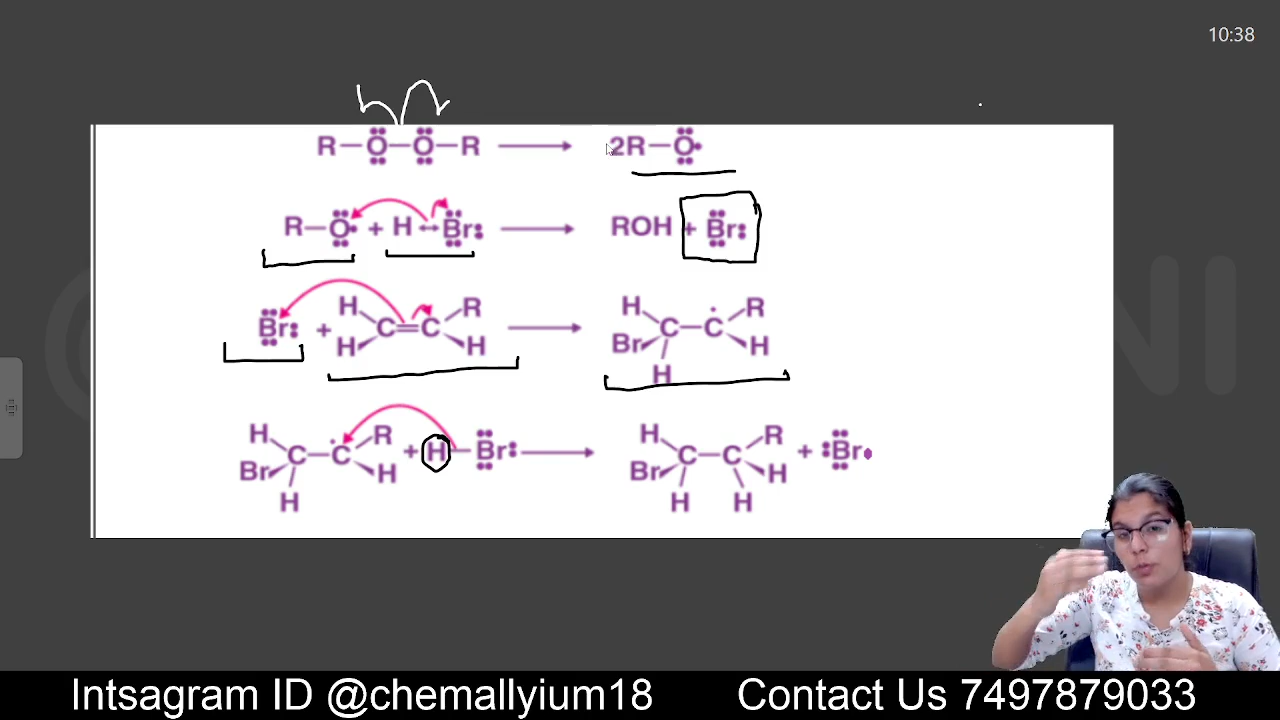 10:38
R–Ö–Ö–R ⟶ 2R–Ö•
R–Ö• + H↔Br: ⟶ ROH + Br:
Br: + H H C=C R H ⟶ H Br H C–Ċ R H
H Br H C–Ċ R H + H–Br: ⟶ H Br H C–C R H H + :Br•
Intsagram ID @chemallyium18 Contact Us 7497879033